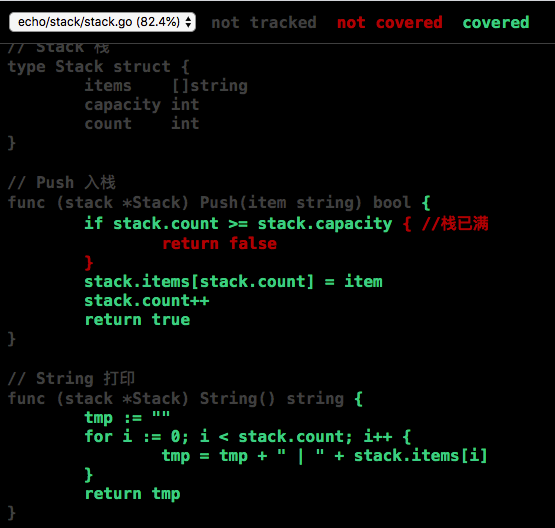 echo/stack/stack.go (82.4%) not tracked not covered covered
// Stack 栈
type Stack struct {
        items    []string
        capacity int
        count    int
}

// Push 入栈
func (stack *Stack) Push(item string) bool {
        if stack.count >= stack.capacity { //栈已满
                return false
        }
        stack.items[stack.count] = item
        stack.count++
        return true
}

// String 打印
func (stack *Stack) String() string {
        tmp := ""
        for i := 0; i < stack.count; i++ {
                tmp = tmp + " | " + stack.items[i]
        }
        return tmp
}